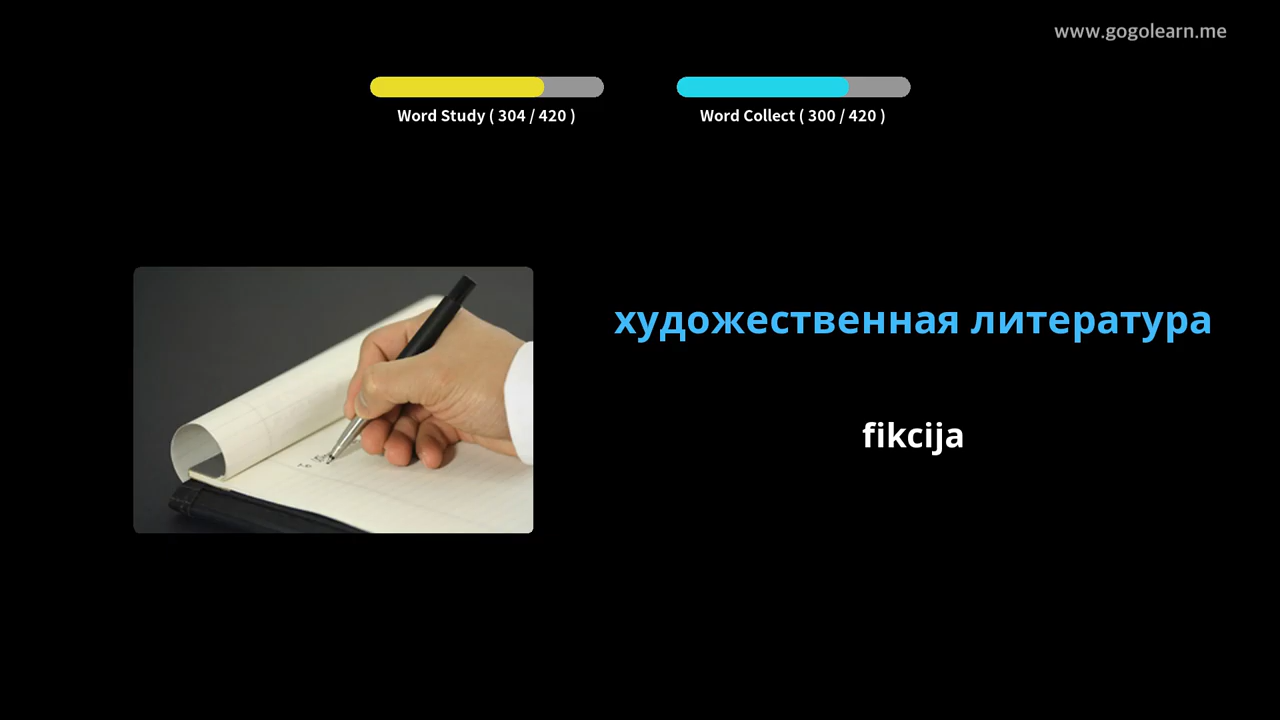 www.gogolearn.me
Word Study ( 304 / 420 )
Word Collect ( 300 / 420 )
художественная литература
fikcija